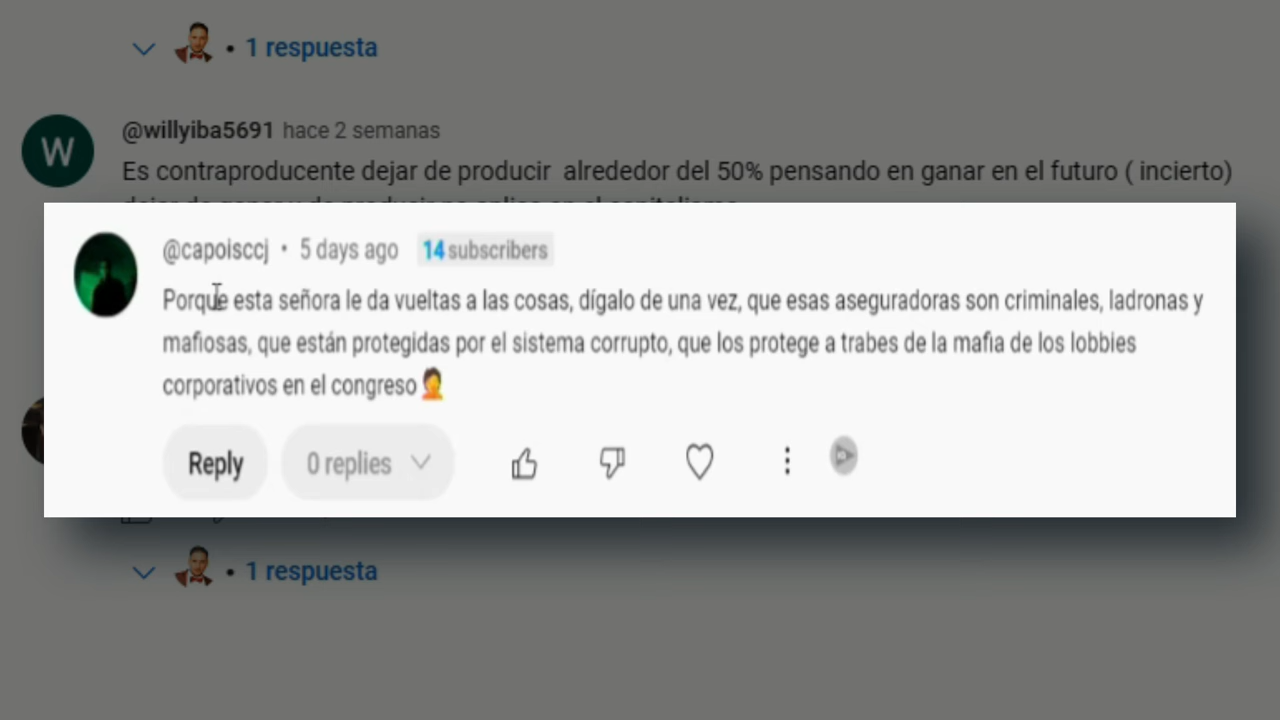 1 respuesta
@willyiba5691 hace 2 semanas
Es contraproducente dejar de producir alrededor del 50% pensando en ganar en el futuro ( incierto)
@capoisccj • 5 days ago 14 subscribers
Porque esta señora le da vueltas a las cosas, dígalo de una vez, que esas aseguradoras son criminales, ladronas y
mafiosas, que están protegidas por el sistema corrupto, que los protege a trabes de la mafia de los lobbies
corporativos en el congreso🤦
Reply 0 replies
1 respuesta